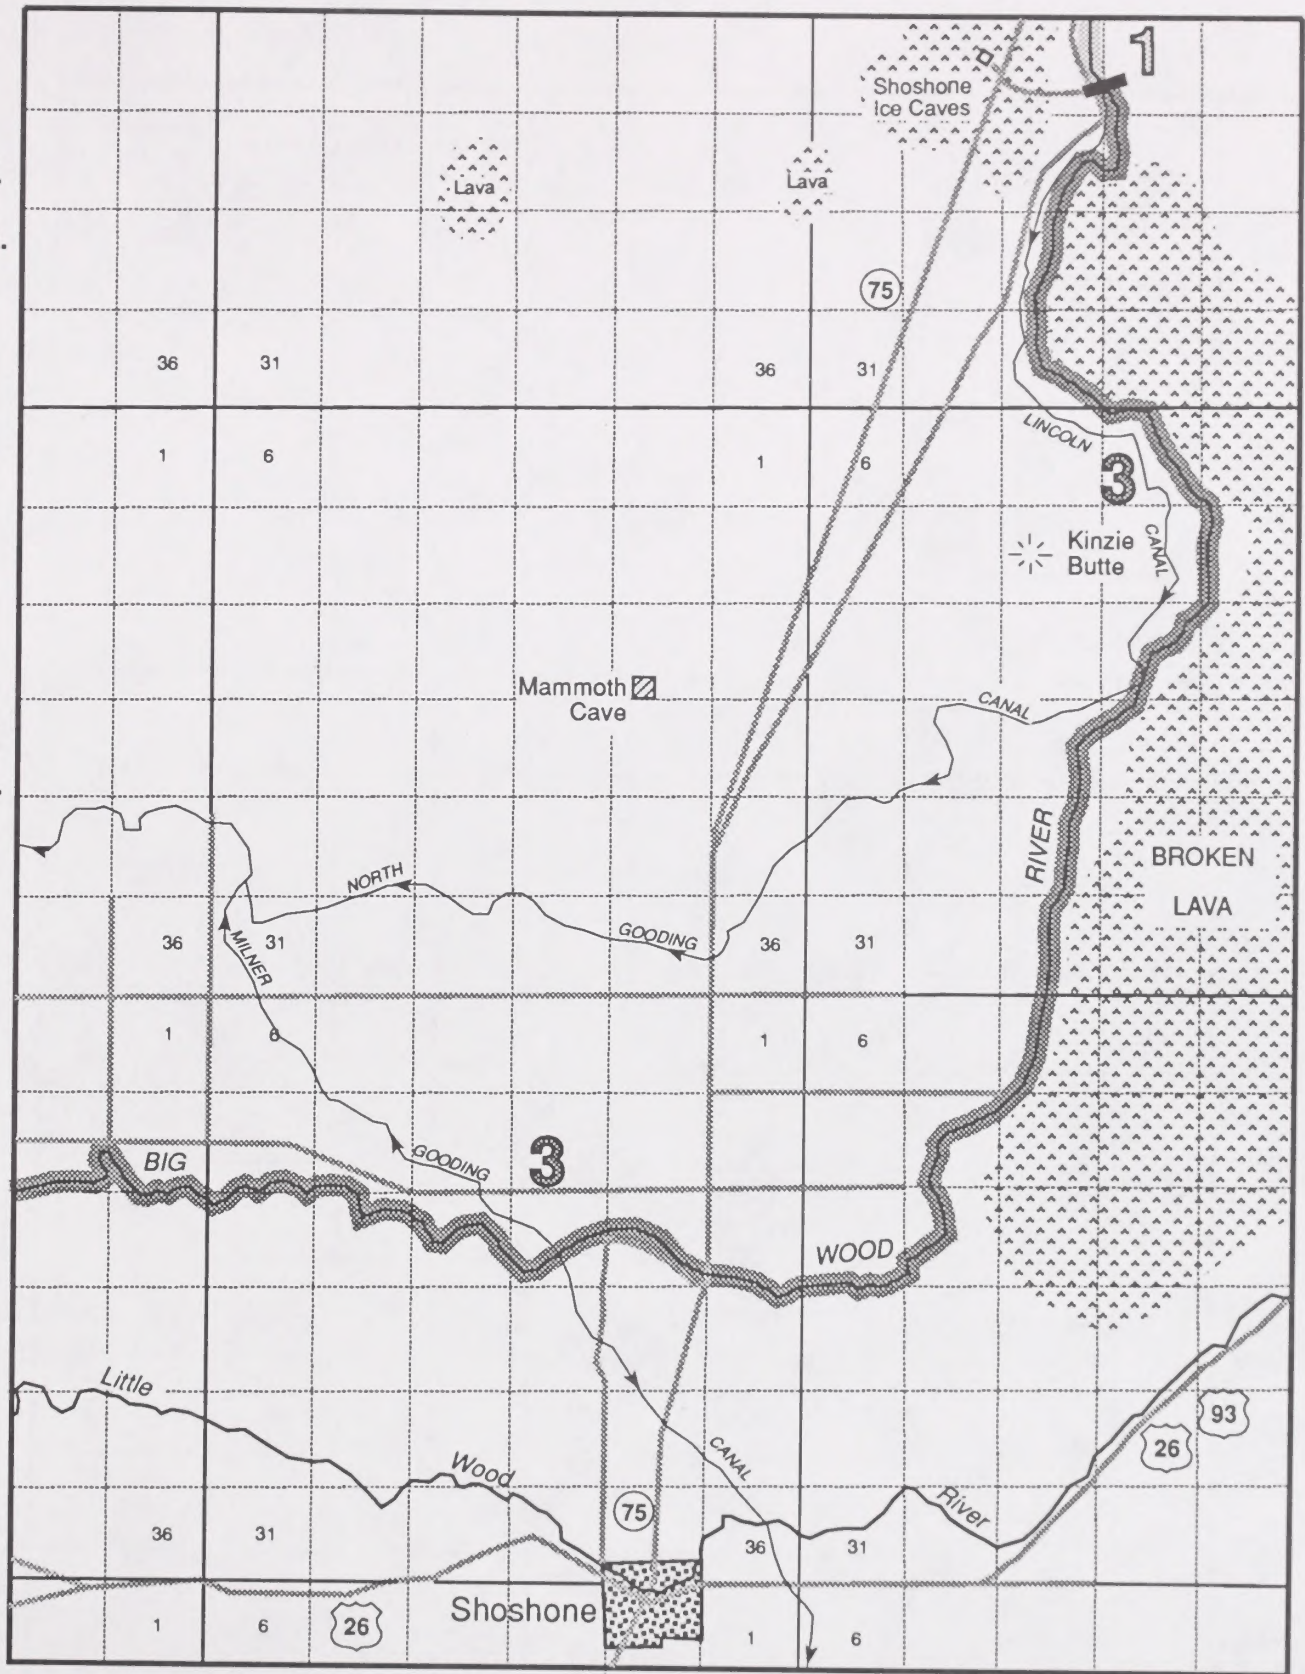 1
Shoshone
Ice Caves
Lava
Lava
75
36
31
36
31
LINCOLN
1
6
1
6
3
CANAL
Kinzie
Butte
Mammoth
Cave
CANAL
RIVER
BROKEN
LAVA
NORTH
GOODING
MILNER
36
31
36
31
1
6
1
6
BIG
GOODING
3
WOOD
Little
Wood
CANAL
River
93
26
75
36
31
36
31
Shoshone
1
6
26
1
6